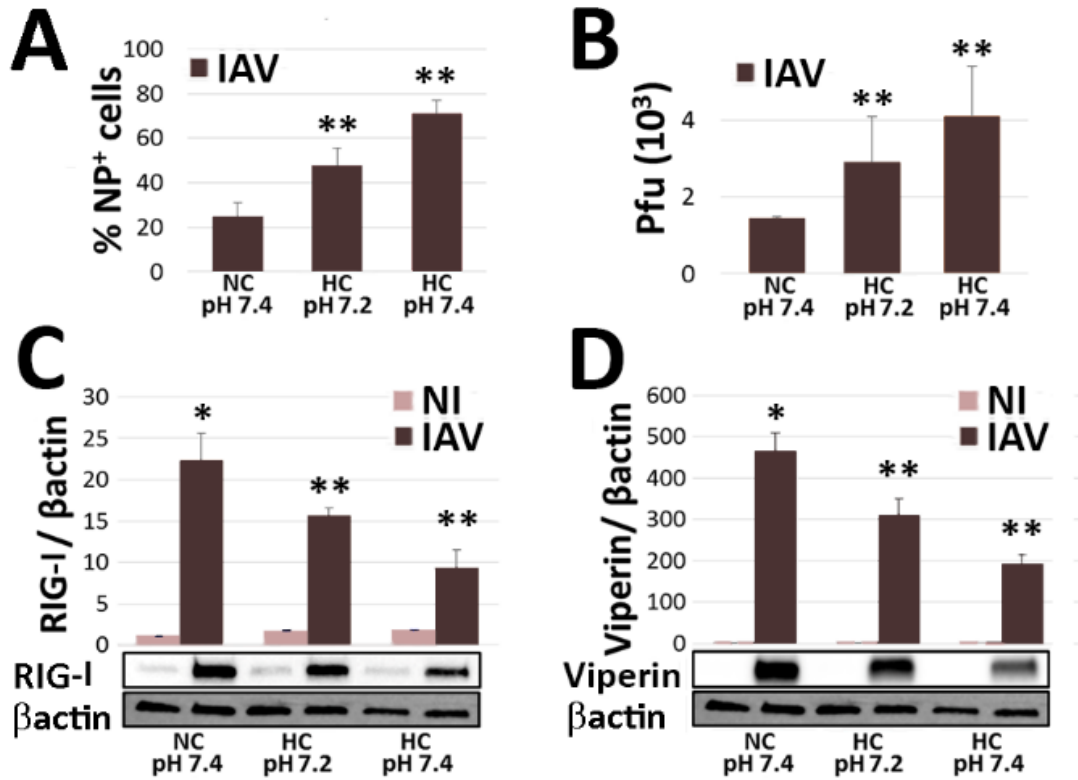 A
IAV
% NP⁺ cells
100
80
60
40
20
0
**
**
NC
pH 7.4
HC
pH 7.2
HC
pH 7.4
B
IAV
Pfu (10³)
4
2
0
**
**
NC
pH 7.4
HC
pH 7.2
HC
pH 7.4
C
NI
IAV
RIG-I / βactin
30
25
20
15
10
5
0
*
**
**
RIG-I
βactin
NC
pH 7.4
HC
pH 7.2
HC
pH 7.4
D
NI
IAV
Viperin/ βactin
600
500
400
300
200
100
0
*
**
**
Viperin
βactin
NC
pH 7.4
HC
pH 7.2
HC
pH 7.4